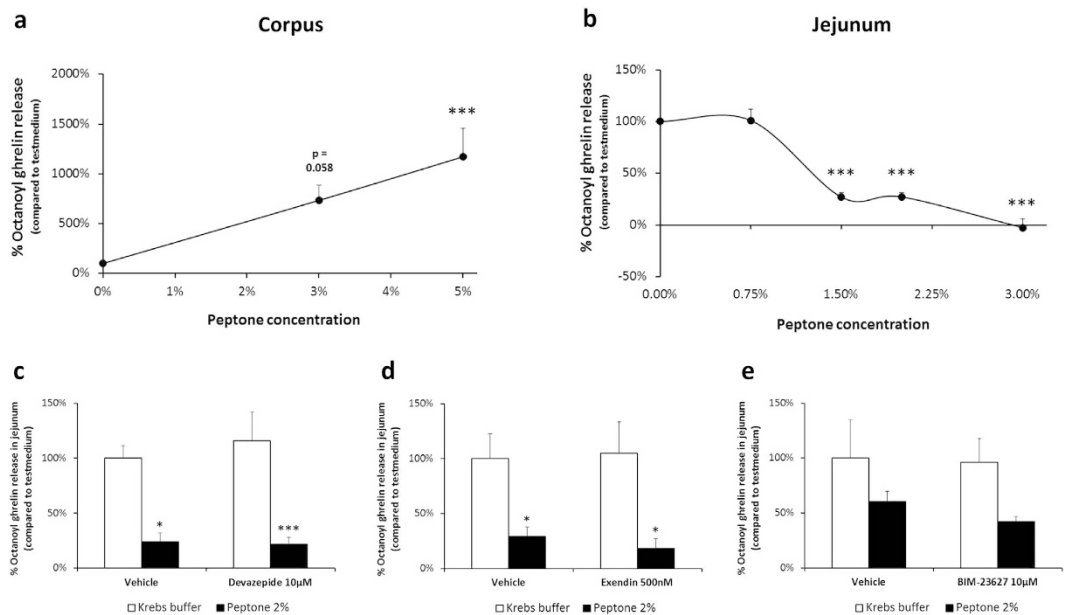 a
Corpus
% Octanoyl ghrelin release
(compared to testmedium)
2000%
1500%
1000%
500%
0%
p =
0.058
***
0%
1%
2%
3%
4%
5%
Peptone concentration
b
Jejunum
% Octanoyl ghrelin release
(compared to testmedium)
150%
100%
50%
0%
-50%
***
***
***
0.00%
0.75%
1.50%
2.25%
3.00%
Peptone concentration
c
% Octanoyl ghrelin release in jejunum
(compared to testmedium)
150%
100%
50%
0%
*
***
Vehicle
Devazepide 10µM
Krebs buffer
Peptone 2%
d
% Octanoyl ghrelin release in jejunum
(compared to testmedium)
150%
100%
50%
0%
*
*
Vehicle
Exendin 500nM
Krebs buffer
Peptone 2%
e
% Octanoyl ghrelin release in jejunum
(compared to testmedium)
150%
100%
50%
0%
Vehicle
BIM-23627 10µM
Krebs buffer
Peptone 2%